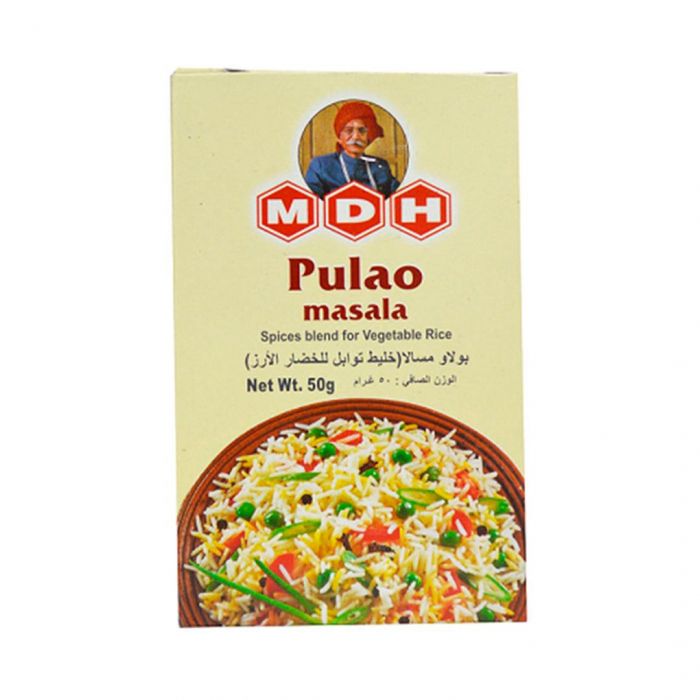 MDH
Pulao
masala
Spices blend for Vegetable Rice
بولاو مسالا(خليط توابل للخضار الأرز)
Net Wt. 50g الوزن الصافي : ٥٠ غرام